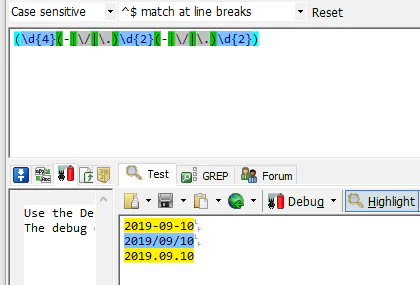 Case sensitive ^$ match at line breaks Reset
(\d{4}(-|\/|\.)\d{2}(-|\/|\.)\d{2})
Test GREP Forum
Use the De
The debug
Debug Highlight
2019-09-10
2019/09/10
2019.09.10